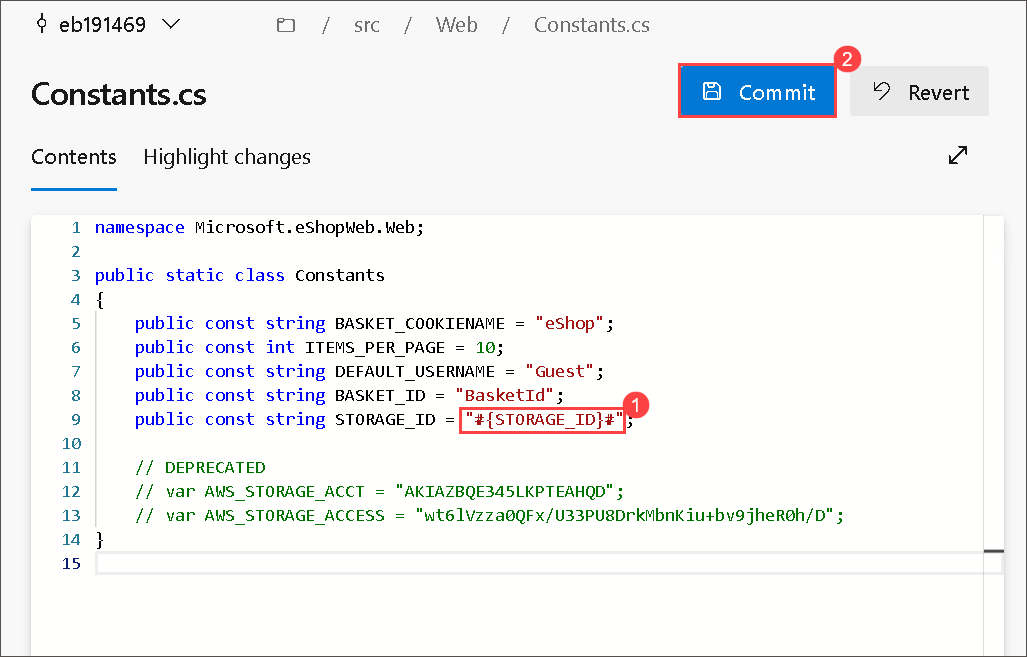 eb191469 / src / Web / Constants.cs
2
Constants.cs
Commit Revert
Contents Highlight changes
1 namespace Microsoft.eShopWeb.Web;
2
3 public static class Constants
4 {
5 public const string BASKET_COOKIENAME = "eShop";
6 public const int ITEMS_PER_PAGE = 10;
7 public const string DEFAULT_USERNAME = "Guest";
8 public const string BASKET_ID = "BasketId";
9 public const string STORAGE_ID = "#{STORAGE_ID}#"; 1
10
11 // DEPRECATED
12 // var AWS_STORAGE_ACCT = "AKIAZBQE345LKPTEAHQD";
13 // var AWS_STORAGE_ACCESS = "wt6lVzza0QFx/U33PU8DrkMbnKiu+bv9jheR0h/D";
14 }
15